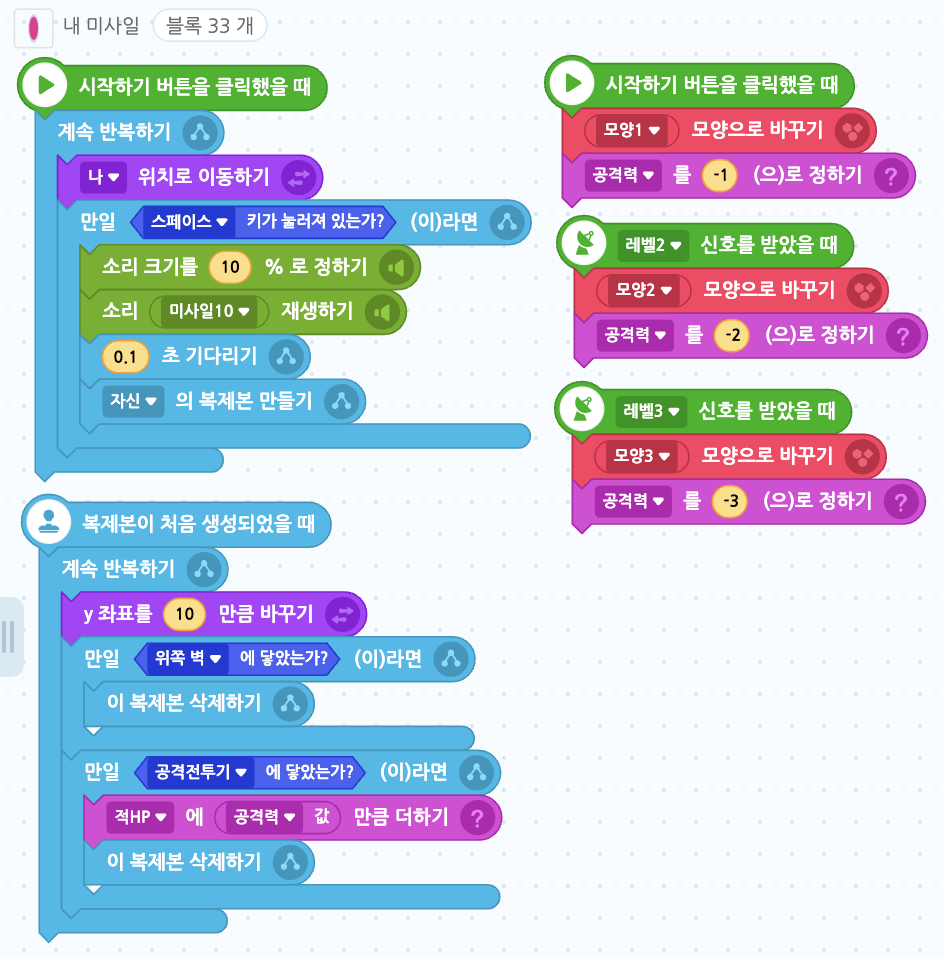 내 미사일 블록 33 개
시작하기 버튼을 클릭했을 때
계속 반복하기
나 위치로 이동하기
만일 스페이스 키가 눌러져 있는가? (이)라면
소리 크기를 10 % 로 정하기
소리 미사일10 재생하기
0.1 초 기다리기
자신 의 복제본 만들기
복제본이 처음 생성되었을 때
계속 반복하기
y 좌표를 10 만큼 바꾸기
만일 위쪽 벽 에 닿았는가? (이)라면
이 복제본 삭제하기
만일 공격전투기 에 닿았는가? (이)라면
적HP 에 공격력 값 만큼 더하기 ?
이 복제본 삭제하기
시작하기 버튼을 클릭했을 때
모양1 모양으로 바꾸기
공격력 를 -1 (으)로 정하기 ?
레벨2 신호를 받았을 때
모양2 모양으로 바꾸기
공격력 를 -2 (으)로 정하기 ?
레벨3 신호를 받았을 때
모양3 모양으로 바꾸기
공격력 를 -3 (으)로 정하기 ?